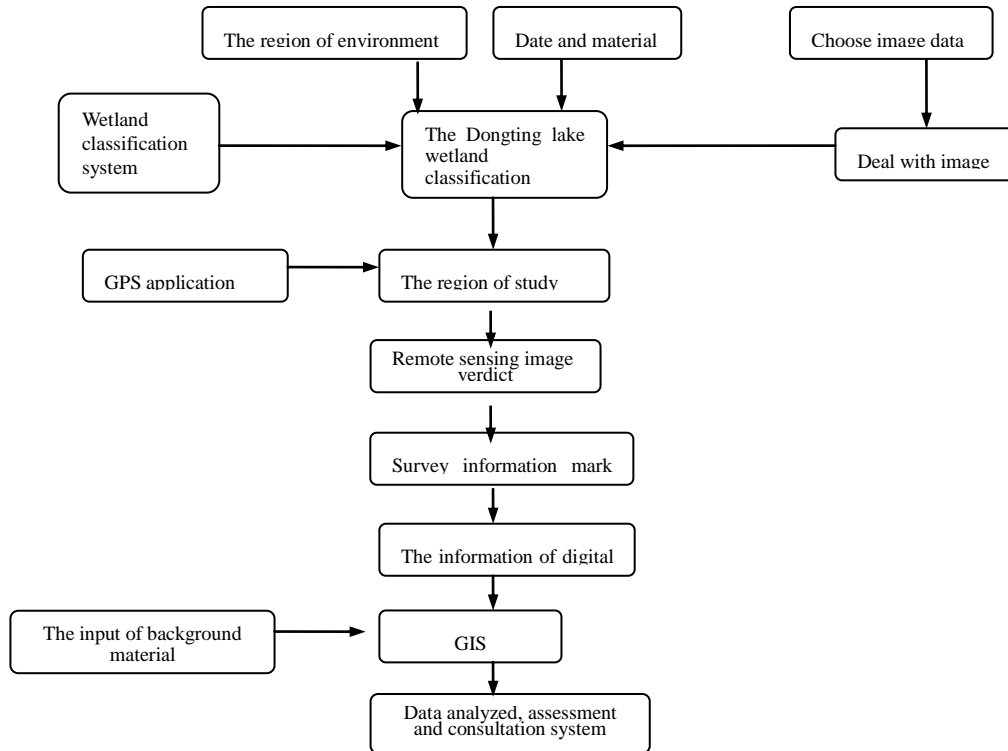 The region of environment
Date and material
Choose image data
Wetland
classification
system
The Dongting lake
wetland
classification
Deal with image
GPS application
The region of study
Remote sensing image
verdict
Survey information mark
The information of digital
The input of background
material
GIS
Data analyzed, assessment
and consultation system